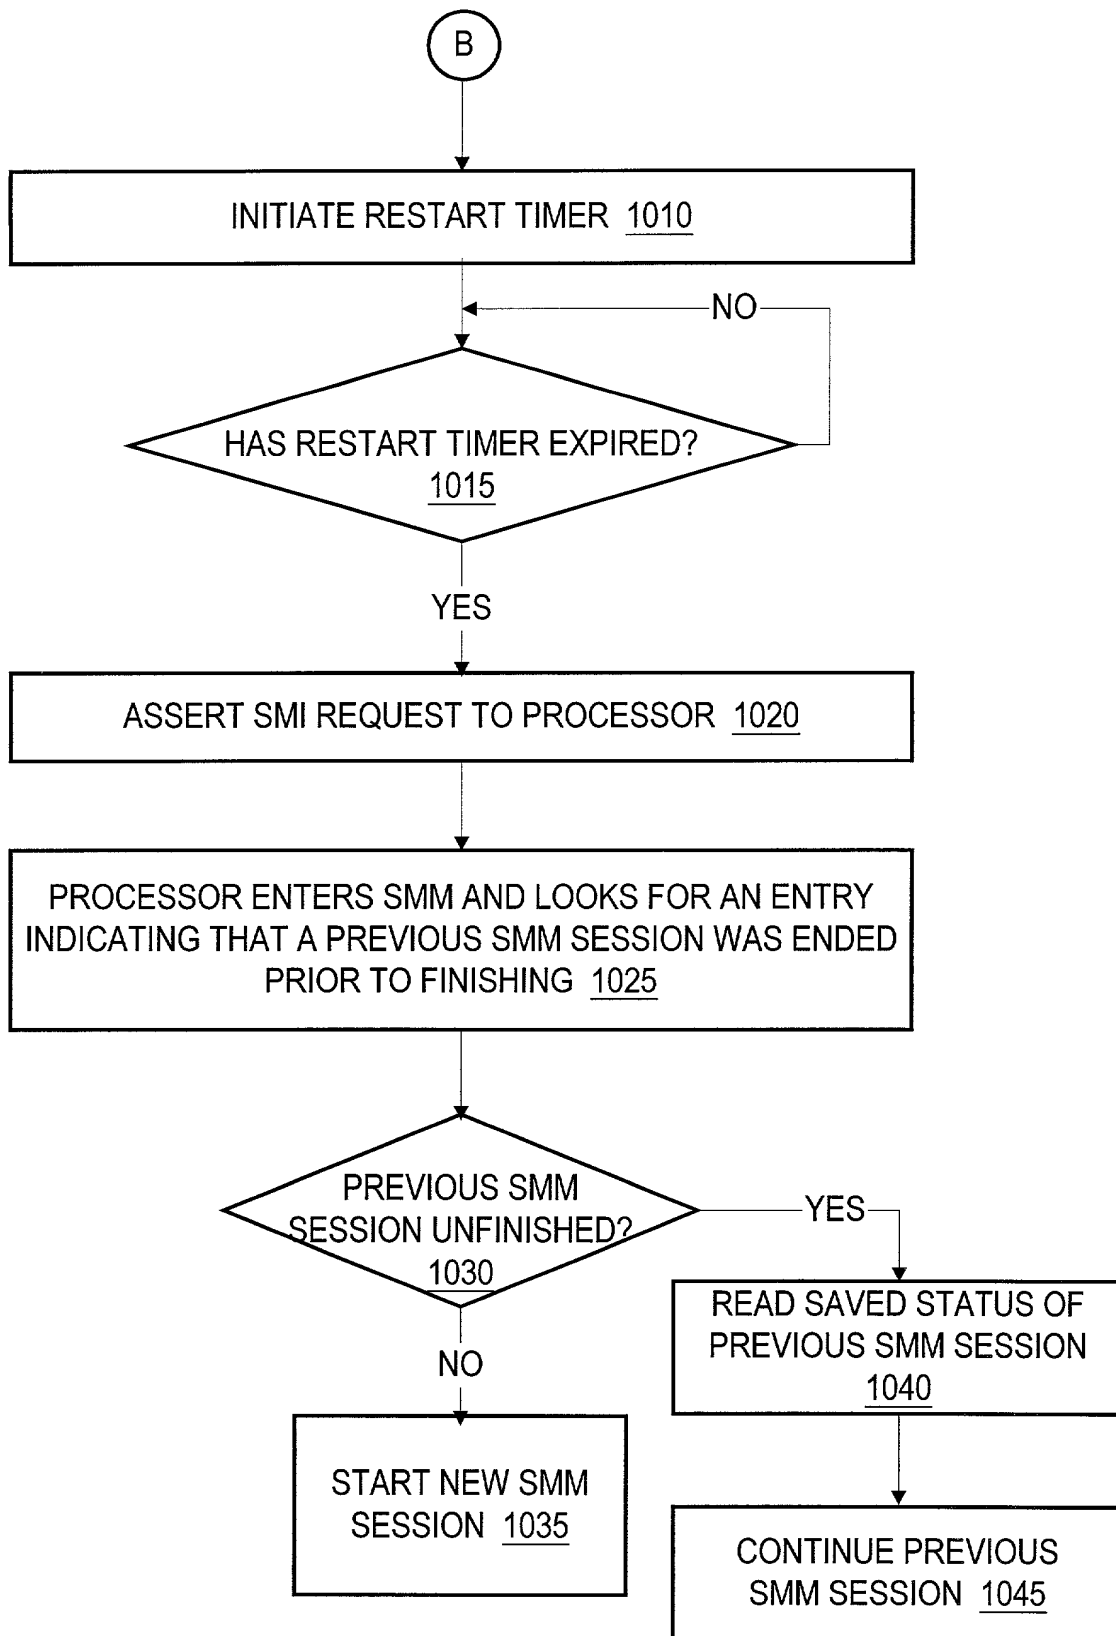 B
INITIATE RESTART TIMER 1010
NO
HAS RESTART TIMER EXPIRED?
1015
YES
ASSERT SMI REQUEST TO PROCESSOR 1020
PROCESSOR ENTERS SMM AND LOOKS FOR AN ENTRY
INDICATING THAT A PREVIOUS SMM SESSION WAS ENDED
PRIOR TO FINISHING 1025
PREVIOUS SMM
SESSION UNFINISHED?
1030
YES
NO
READ SAVED STATUS OF
PREVIOUS SMM SESSION
1040
START NEW SMM
SESSION 1035
CONTINUE PREVIOUS
SMM SESSION 1045